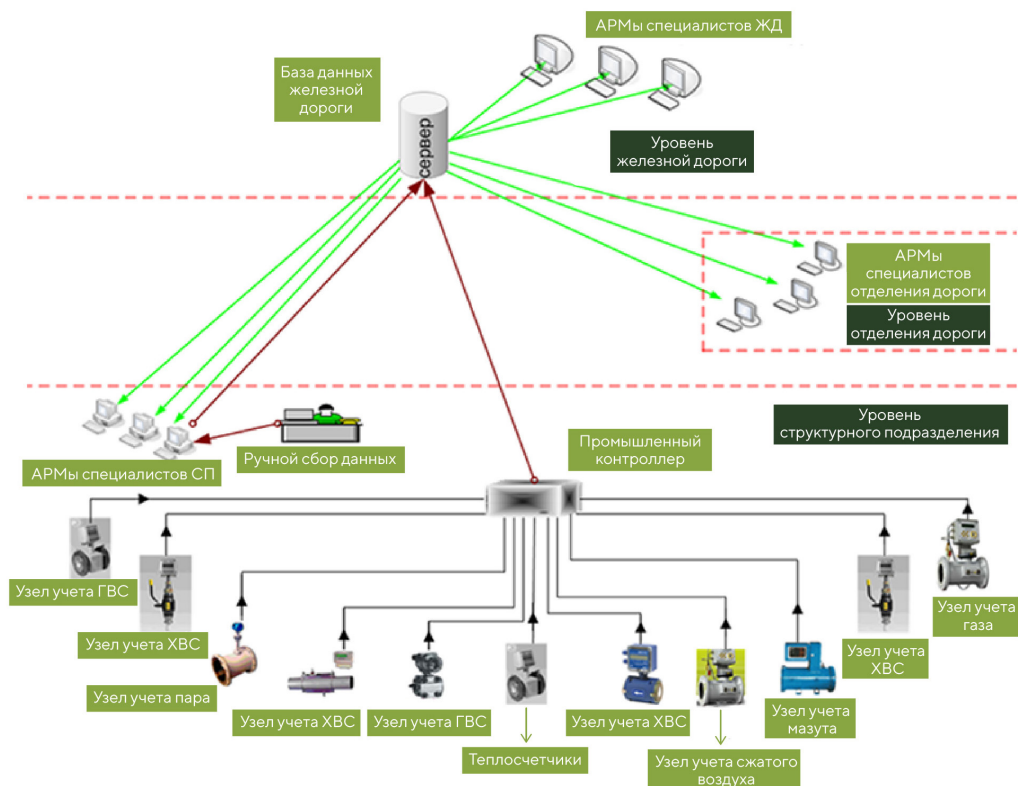 АРМы специалистов ЖД
База данных
железной
дороги
сервер
Уровень
железной дороги
АРМы
специалистов
отделения дороги
Уровень
отделения дороги
Уровень
структурного подразделения
Промышленный
контроллер
Ручной сбор данных
АРМы специалистов СП
Узел учета ГВС
Узел учета ХВС
Узел учета пара
Узел учета ХВС
Узел учета ГВС
Теплосчетчики
Узел учета ХВС
Узел учета сжатого
воздуха
Узел учета
мазута
Узел учета
ХВС
Узел учета
газа